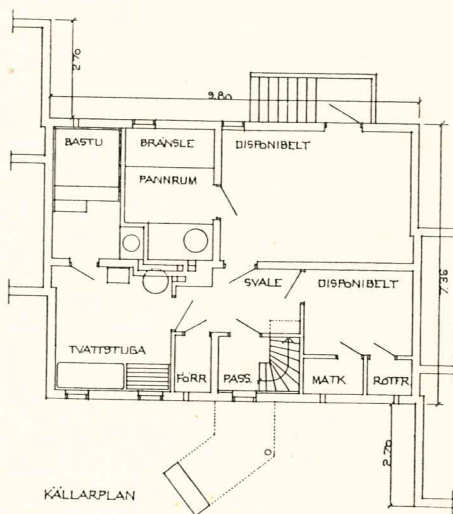 2.70
9.80
BASTU
BRÄNSLE
DISPONIBELT
PANNRUM
7.36
SVALE
DISPONIBELT
TVÄTTSTUGA
FÖRR
PASS.
MATK
ROTFR.
2.70
KÄLLARPLAN